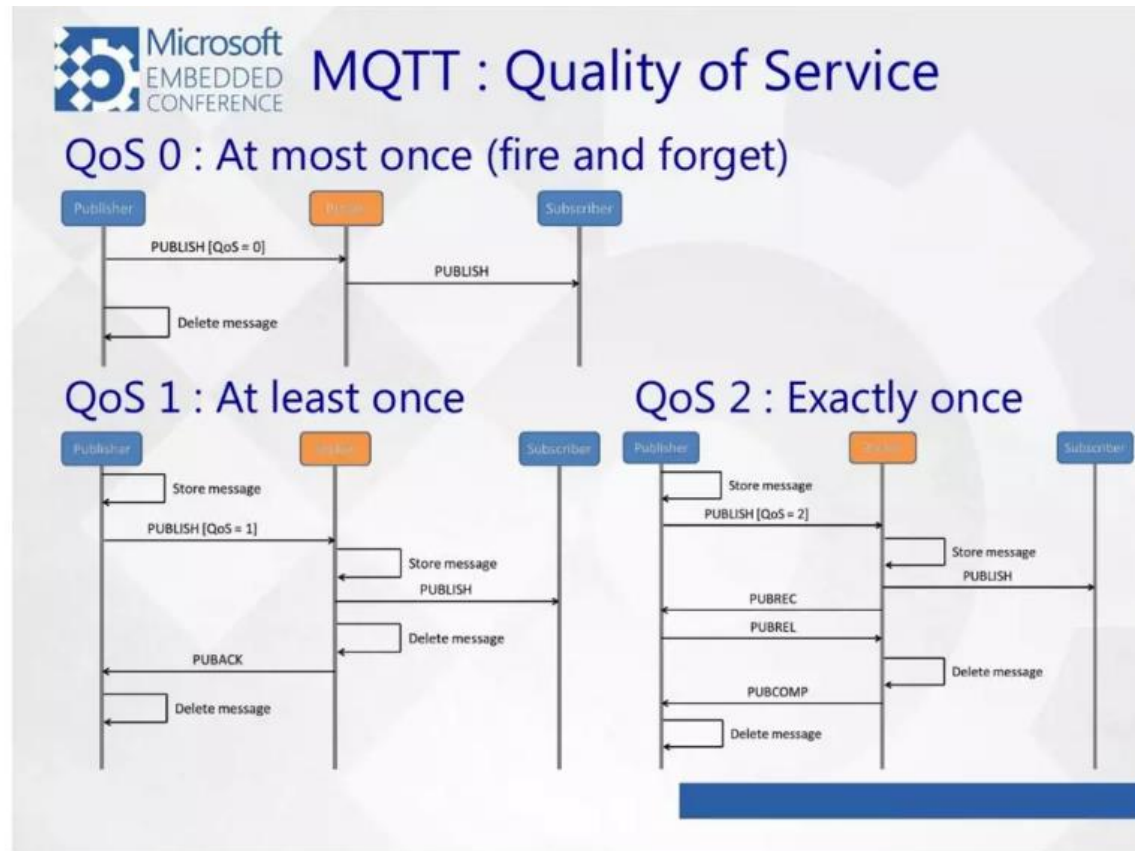 Microsoft
EMBEDDED
CONFERENCE
MQTT : Quality of Service
QoS 0 : At most once (fire and forget)
Publisher
Subscriber
PUBLISH [QoS = 0]
PUBLISH
Delete message
QoS 1 : At least once
Publisher
Subscriber
Store message
PUBLISH [QoS = 1]
Store message
PUBLISH
Delete message
PUBACK
Delete message
QoS 2 : Exactly once
Publisher
Subscriber
Store message
PUBLISH [QoS = 2]
Store message
PUBLISH
PUBREC
PUBREL
Delete message
PUBCOMP
Delete message